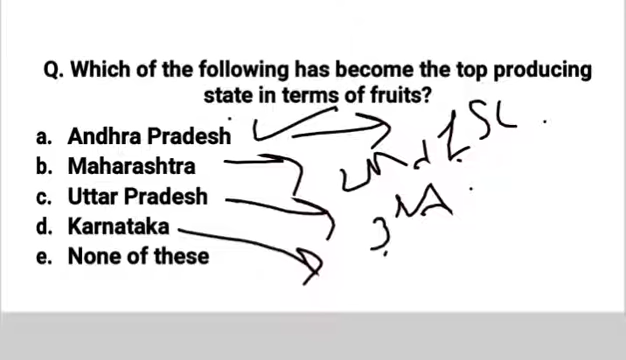 Q. Which of the following has become the top producing
state in terms of fruits?
a. Andhra Pradesh
b. Maharashtra
c. Uttar Pradesh
d. Karnataka
e. None of these